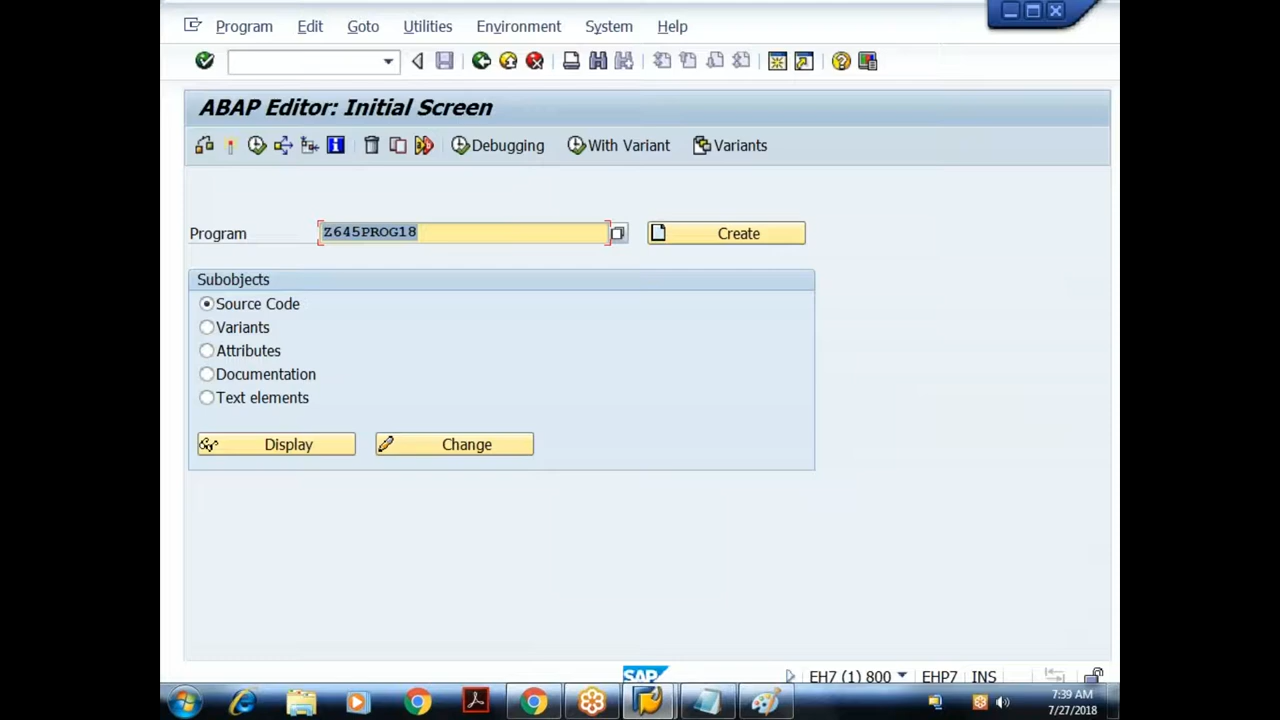 Program Edit Goto Utilities Environment System Help
ABAP Editor: Initial Screen
Debugging With Variant Variants
Program Z645PROG18 Create
Subobjects
Source Code
Variants
Attributes
Documentation
Text elements
Display Change
SAP EH7 (1) 800 EHP7 INS
7:39 AM
7/27/2018